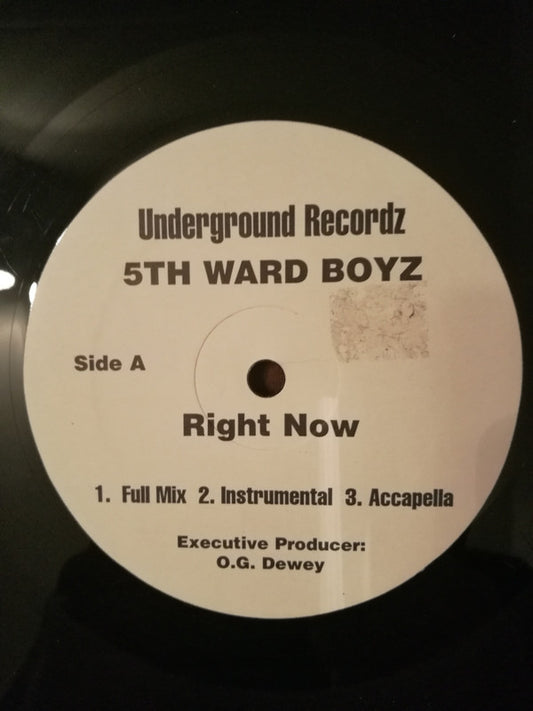 Underground Recordz
5TH WARD BOYZ
Side A
Right Now
1. Full Mix 2. Instrumental 3. Accapella
Executive Producer:
O.G. Dewey